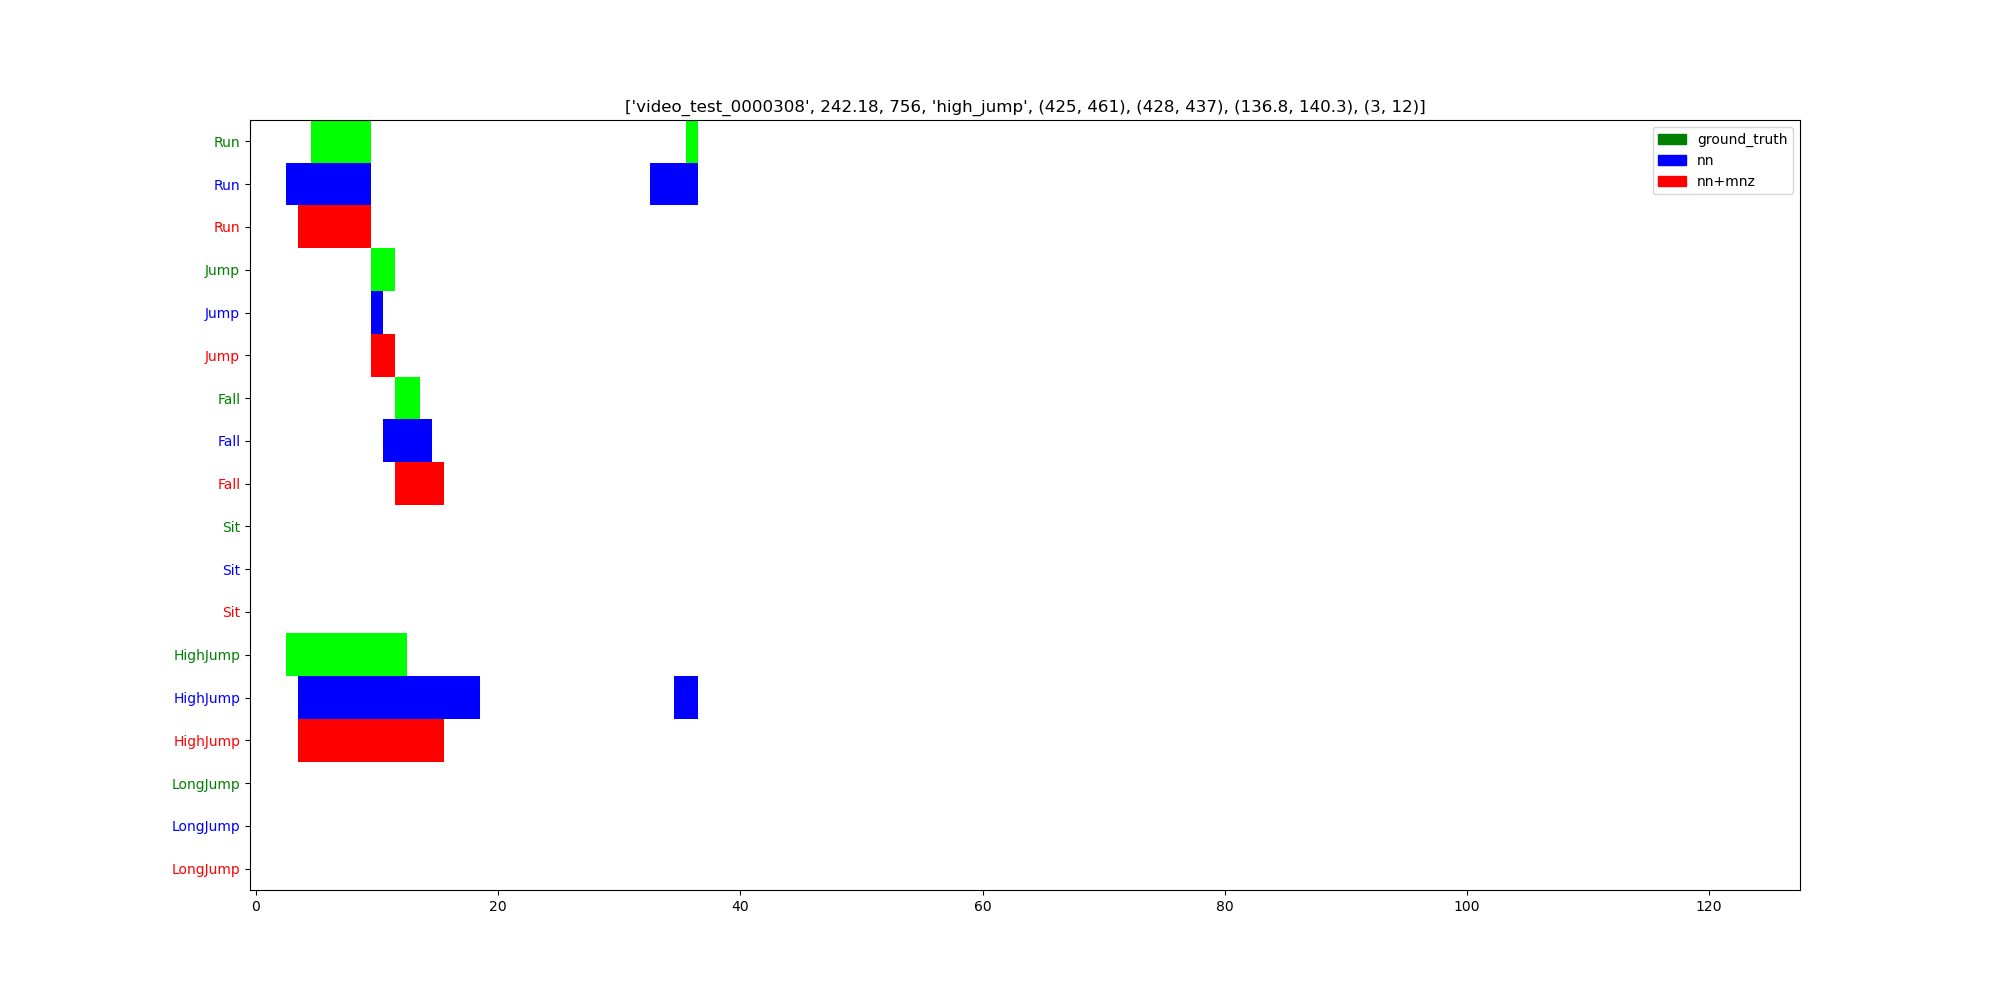 ['video_test_0000308', 242.18, 756, 'high_jump', (425, 461), (428, 437), (136.8, 140.3), (3, 12)]
ground_truth
nn
nn+mnz
Run
Run
Run
Jump
Jump
Jump
Fall
Fall
Fall
Sit
Sit
Sit
HighJump
HighJump
HighJump
LongJump
LongJump
LongJump
0 20 40 60 80 100 120